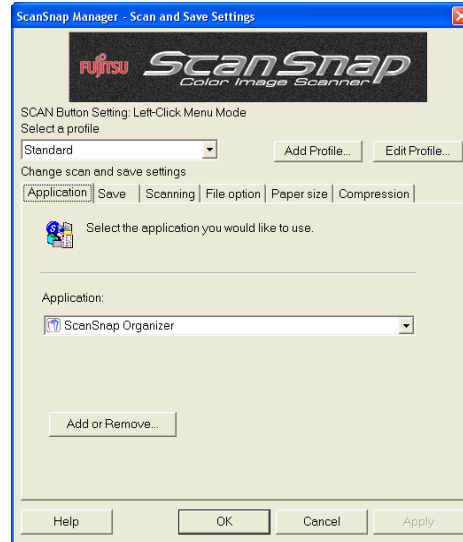 ScanSnap Manager - Scan and Save Settings
FUJITSU ScanSnap
Color Image Scanner
SCAN Button Setting: Left-Click Menu Mode
Select a profile
Standard Add Profile... Edit Profile...
Change scan and save settings
Application Save Scanning File option Paper size Compression
Select the application you would like to use.
Application:
ScanSnap Organizer
Add or Remove...
Help OK Cancel Apply